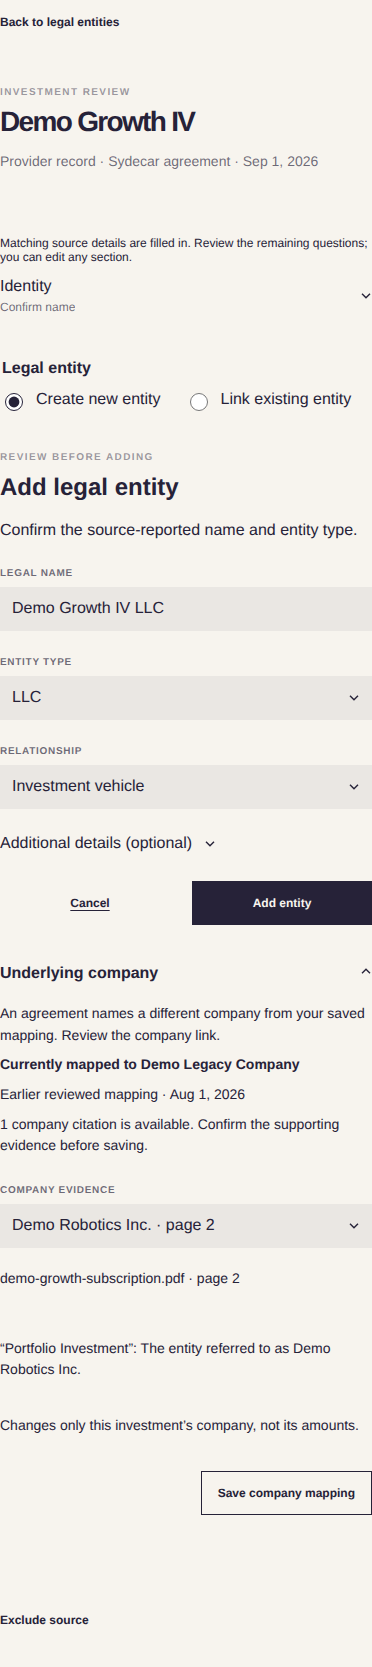 Back to legal entities
INVESTMENT REVIEW
Demo Growth IV
Provider record · Sydecar agreement · Sep 1, 2026
Matching source details are filled in. Review the remaining questions;
you can edit any section.
Identity
Confirm name
Legal entity
Create new entity
Link existing entity
REVIEW BEFORE ADDING
Add legal entity
Confirm the source-reported name and entity type.
LEGAL NAME
Demo Growth IV LLC
ENTITY TYPE
LLC
RELATIONSHIP
Investment vehicle
Additional details (optional)
Cancel
Add entity
Underlying company
An agreement names a different company from your saved
mapping. Review the company link.
Currently mapped to Demo Legacy Company
Earlier reviewed mapping · Aug 1, 2026
1 company citation is available. Confirm the supporting
evidence before saving.
COMPANY EVIDENCE
Demo Robotics Inc. · page 2
demo-growth-subscription.pdf · page 2
“Portfolio Investment”: The entity referred to as Demo
Robotics Inc.
Changes only this investment’s company, not its amounts.
Save company mapping
Exclude source